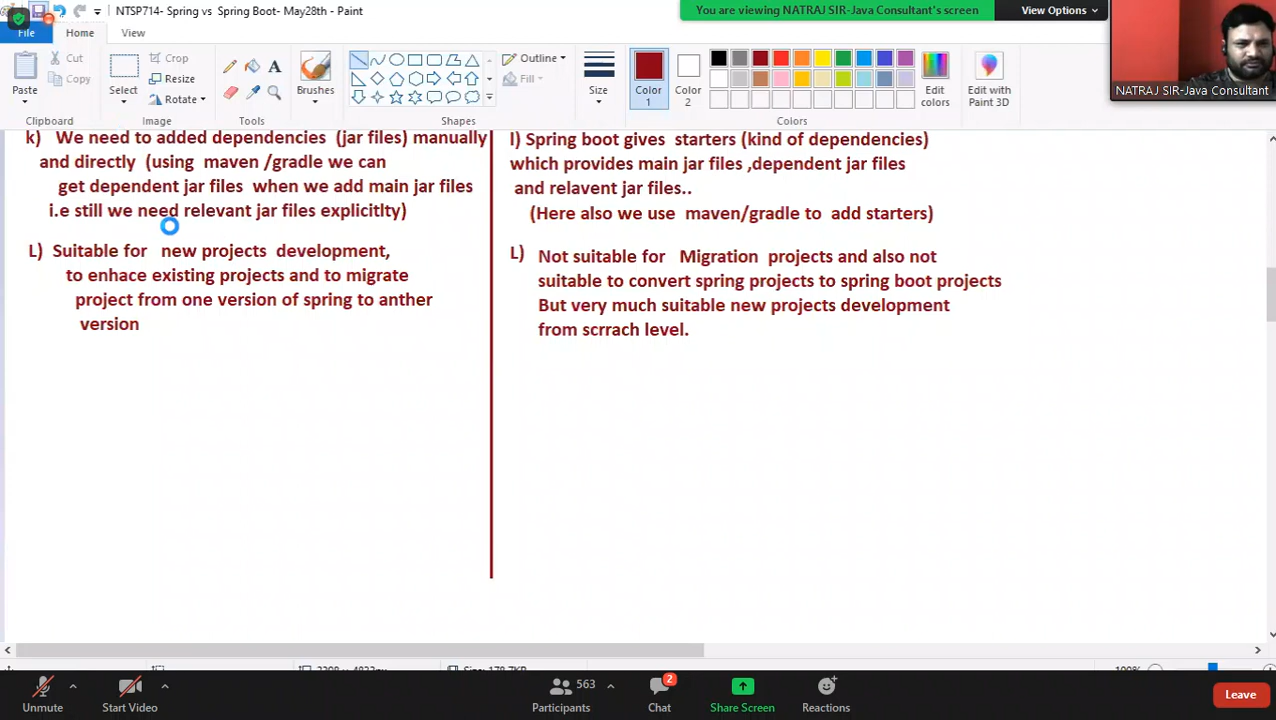 NTSP714- Spring vs Spring Boot- May28th - Paint
You are viewing NATRAJ SIR-Java Consultant's screen
View Options
File
Home
View
Paste
Cut
Copy
Clipboard
Select
Crop
Resize
Rotate
Image
Tools
Brushes
Outline
Fill
Shapes
Size
Color
1
Color
2
Colors
Edit
colors
Edit with
Paint 3D
NATRAJ SIR-Java Consultant
k) We need to added dependencies (jar files) manually
and directly (using maven /gradle we can
get dependent jar files when we add main jar files
i.e still we need relevant jar files explicitlty)
L) Suitable for new projects development,
to enhace existing projects and to migrate
project from one version of spring to anther
version
l) Spring boot gives starters (kind of dependencies)
which provides main jar files ,dependent jar files
and relavent jar files..
(Here also we use maven/gradle to add starters)
L) Not suitable for Migration projects and also not
suitable to convert spring projects to spring boot projects
But very much suitable new projects development
from scrrach level.
100%
Unmute
Start Video
563
Participants
2
Chat
Share Screen
Reactions
Leave